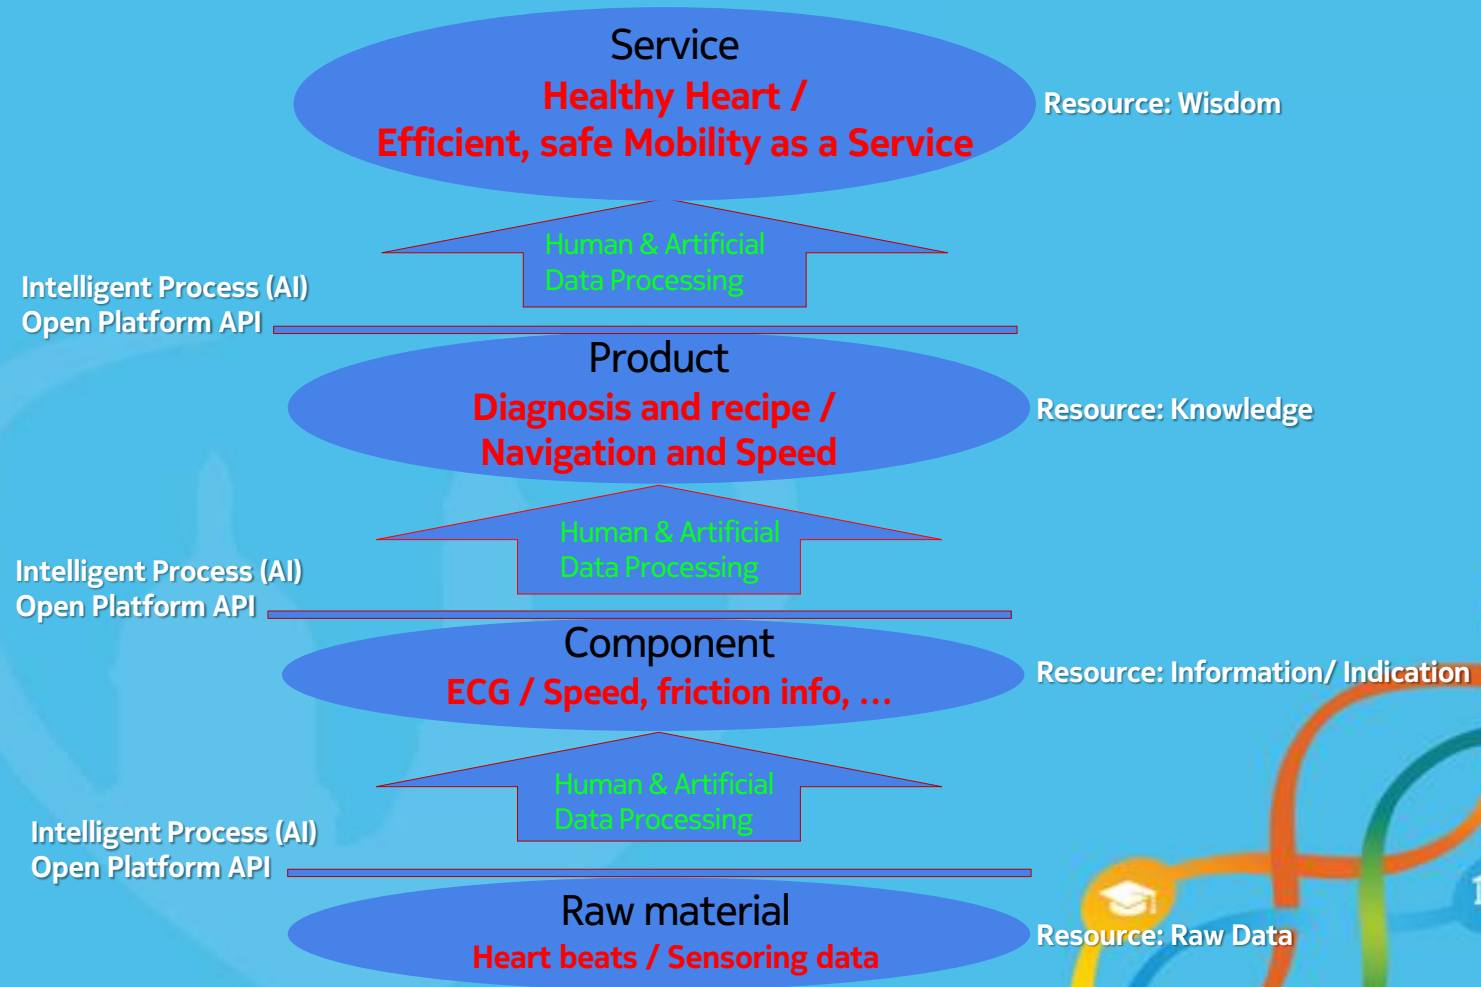 Service
Healthy Heart /
Efficient, safe Mobility as a Service
Resource: Wisdom
Human & Artificial
Data Processing
Intelligent Process (AI)
Open Platform API
Product
Diagnosis and recipe /
Navigation and Speed
Resource: Knowledge
Human & Artificial
Data Processing
Intelligent Process (AI)
Open Platform API
Component
ECG / Speed, friction info, ...
Resource: Information/ Indication
Human & Artificial
Data Processing
Intelligent Process (AI)
Open Platform API
Raw material
Heart beats / Sensoring data
Resource: Raw Data